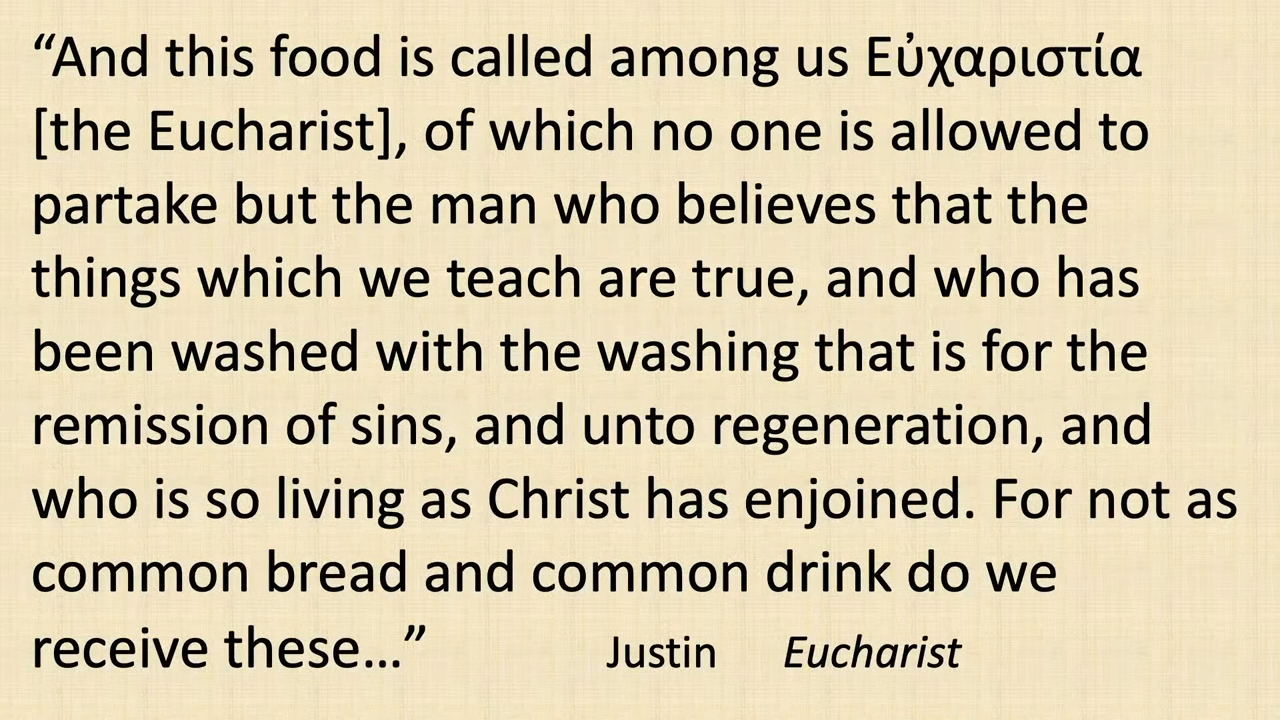 “And this food is called among us Εὐχαριστία
[the Eucharist], of which no one is allowed to
partake but the man who believes that the
things which we teach are true, and who has
been washed with the washing that is for the
remission of sins, and unto regeneration, and
who is so living as Christ has enjoined. For not as
common bread and common drink do we
receive these…” Justin Eucharist